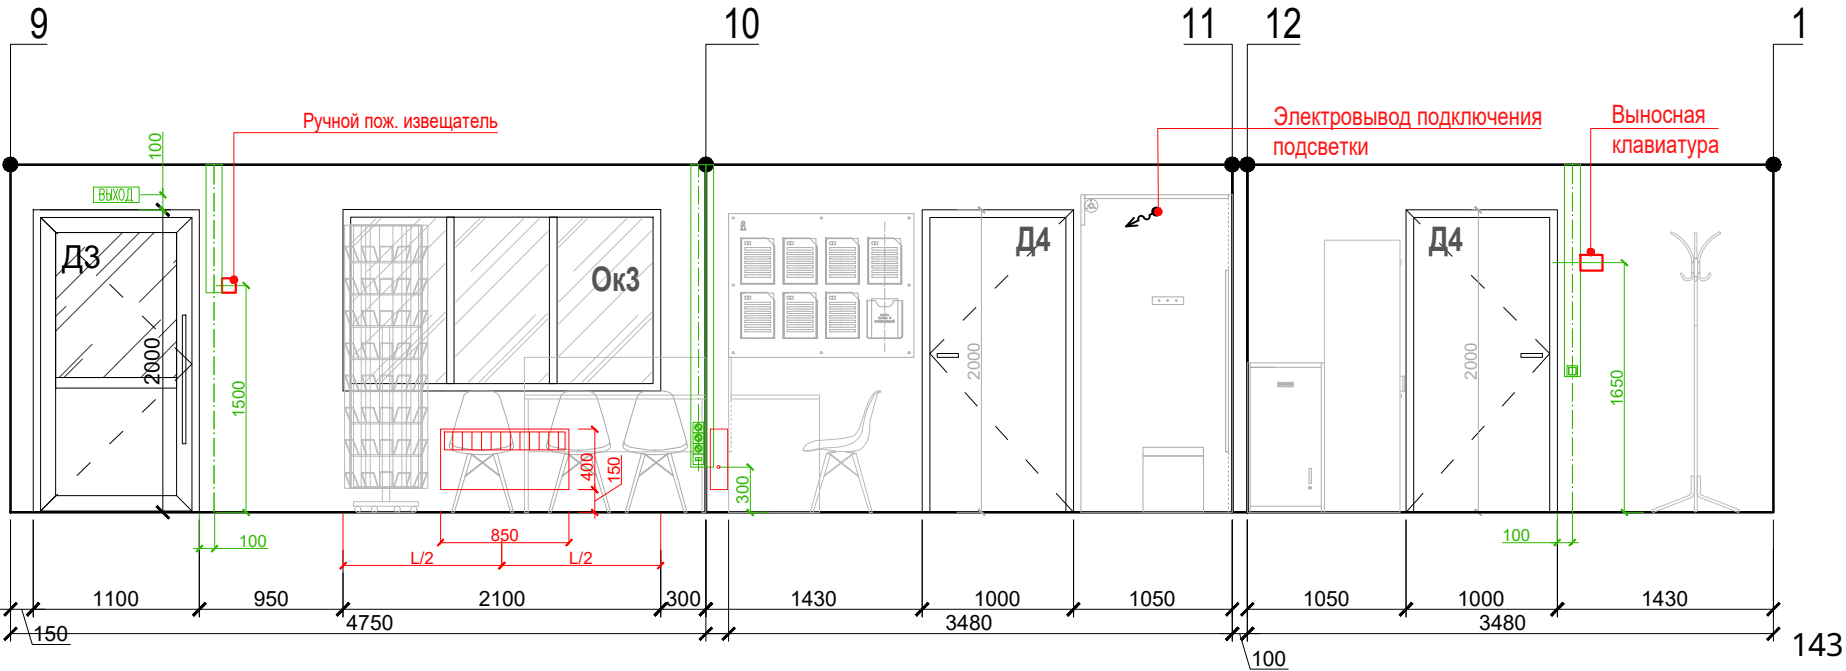 9
10
11
12
1
Ручной пож. извещатель
Электровывод подключения
подсветки
Выносная
клавиатура
100
ВЫХОД
Д3
2000
1500
Ок3
400
150
300
Д4
2000
Д4
2000
1650
100
850
L/2
L/2
100
1100
950
2100
300
1430
1000
1050
1050
1000
1430
4750
3480
3480
150
100
143